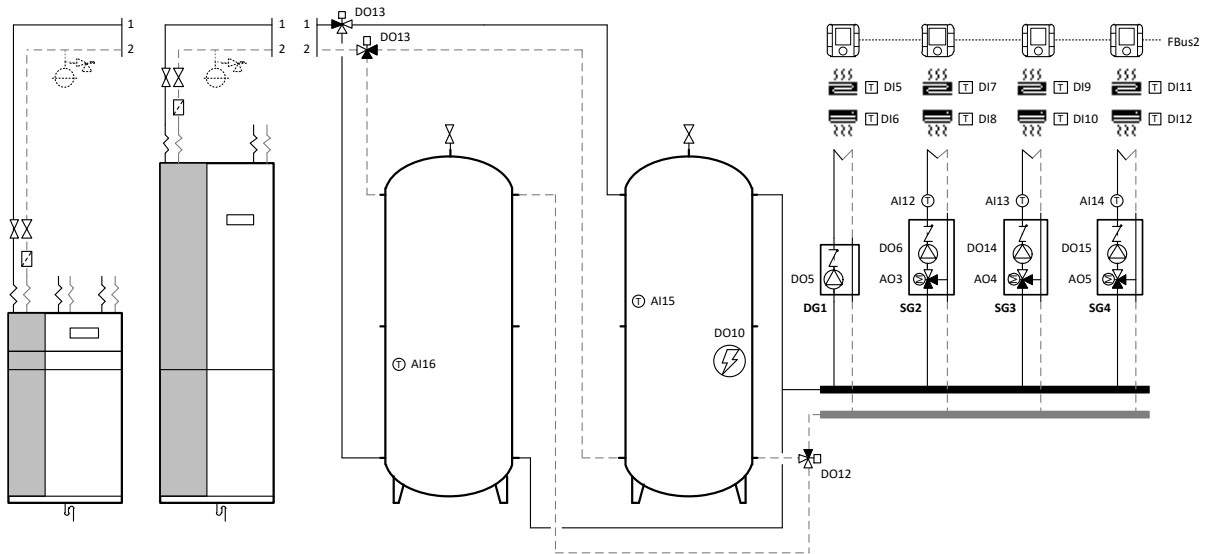 DO13
1 1 1
2 2 2
DO13
FBus2
T DI5 T DI7 T DI9 T DI11
T DI6 T DI8 T DI10 T DI12
AI12 T AI13 T AI14 T
DO6 DO14 DO15
DO5 AO3 M AO4 M AO5 M
DG1 SG2 SG3 SG4
T AI15
DO10
T AI16
DO12